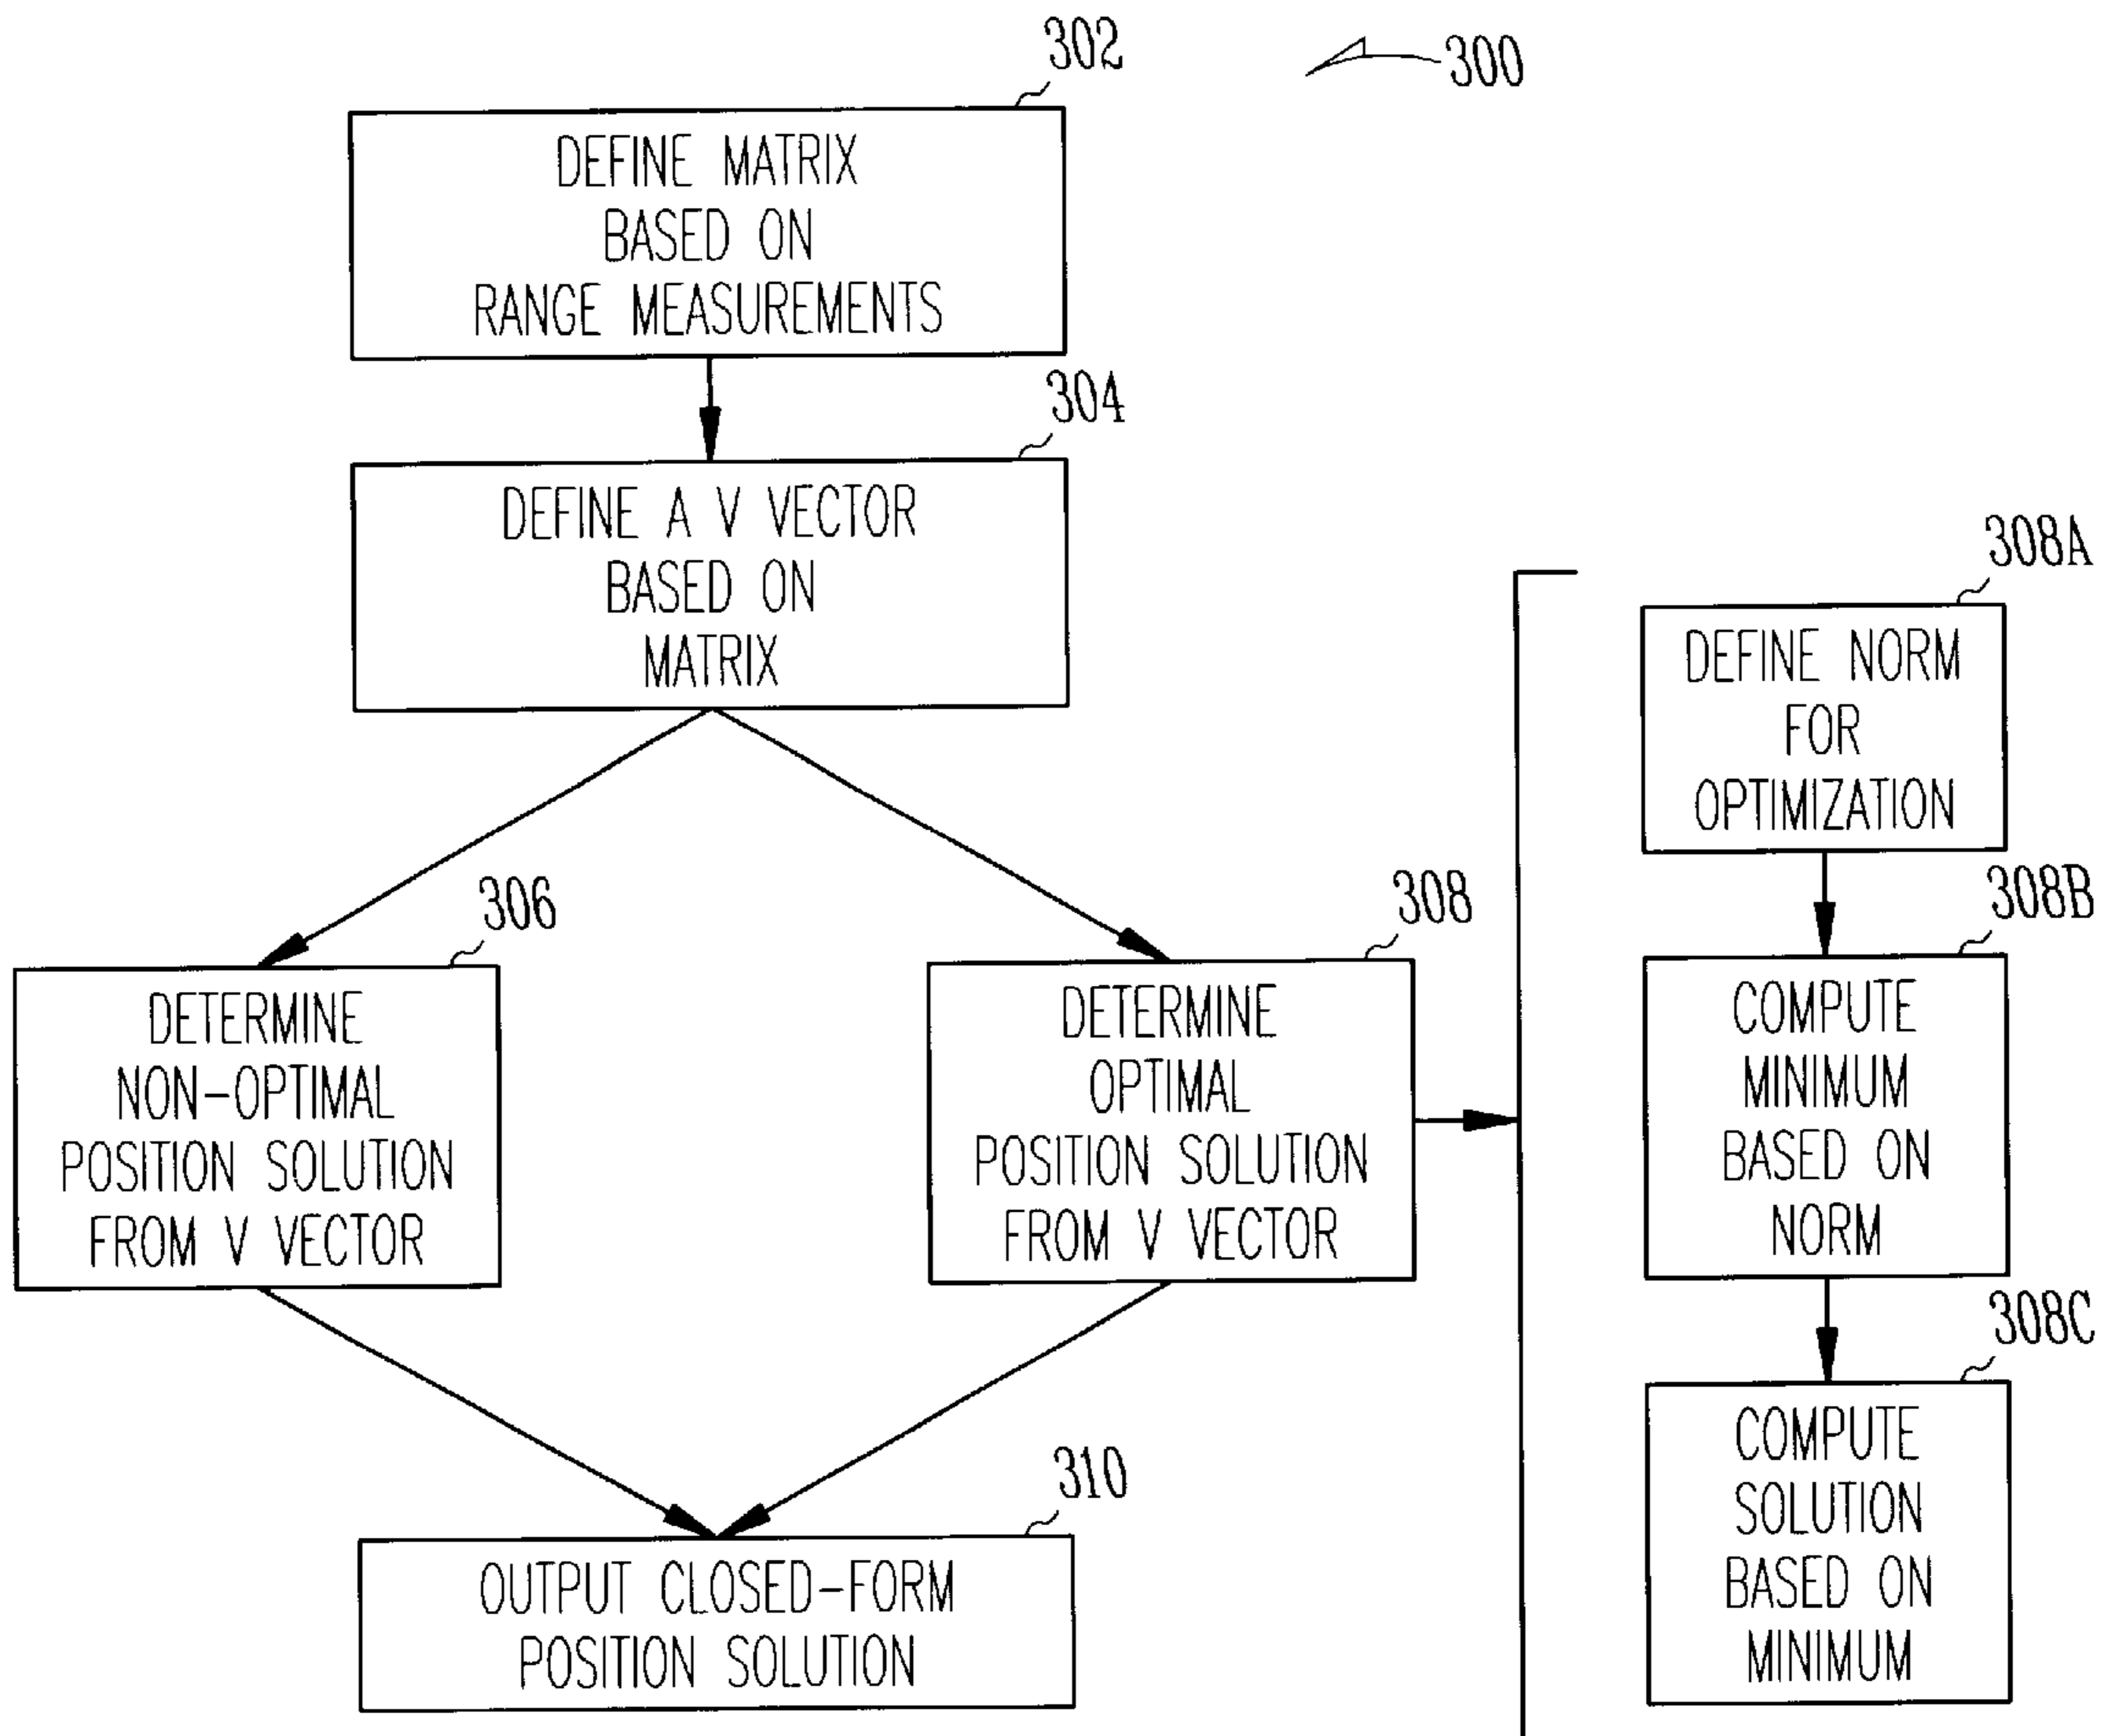 302
300
DEFINE MATRIX
BASED ON
RANGE MEASUREMENTS
304
DEFINE A V VECTOR
BASED ON
MATRIX
306
DETERMINE
NON-OPTIMAL
POSITION SOLUTION
FROM V VECTOR
308
DETERMINE
OPTIMAL
POSITION SOLUTION
FROM V VECTOR
310
OUTPUT CLOSED-FORM
POSITION SOLUTION
308A
DEFINE NORM
FOR
OPTIMIZATION
308B
COMPUTE
MINIMUM
BASED ON
NORM
308C
COMPUTE
SOLUTION
BASED ON
MINIMUM